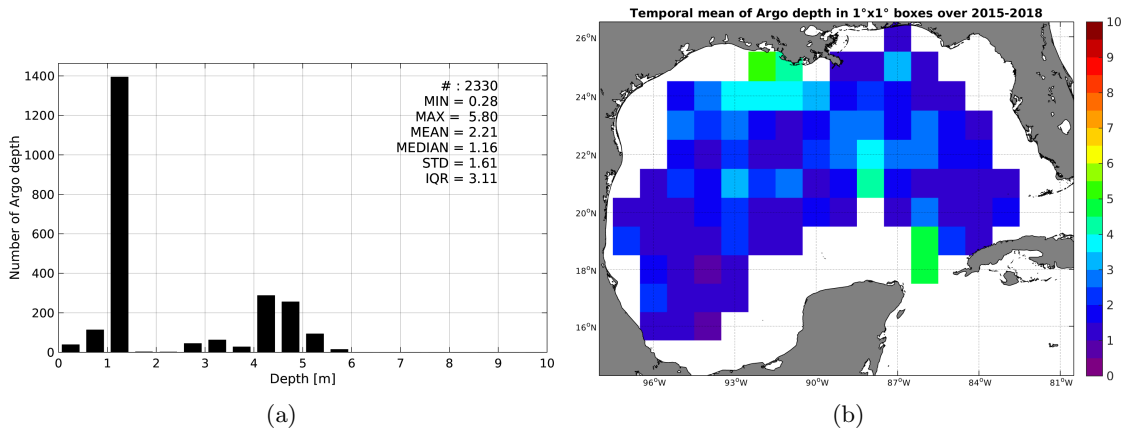 1400
1200
1000
800
600
400
200
0
Number of Argo depth
# : 2330
MIN = 0.28
MAX = 5.80
MEAN = 2.21
MEDIAN = 1.16
STD = 1.61
IQR = 3.11
0 1 2 3 4 5 6 7 8 9 10
Depth [m]
(a)
Temporal mean of Argo depth in 1°x1° boxes over 2015-2018
26°N
24°N
22°N
20°N
18°N
16°N
96°W 93°W 90°W 87°W 84°W 81°W
10
9
8
7
6
5
4
3
2
1
0
(b)